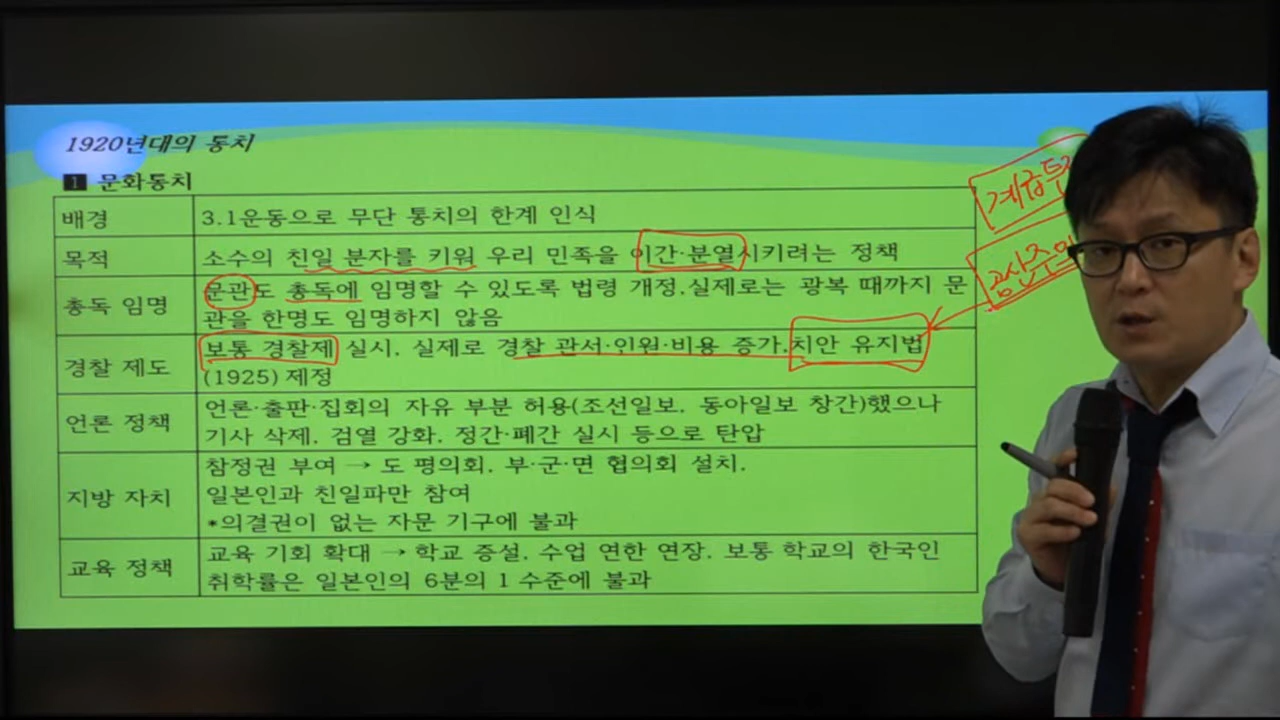 1920년대의 통치
1 문화통치
배경 3.1운동으로 무단 통치의 한계 인식
목적 소수의 친일 분자를 키워 우리 민족을 이간·분열시키려는 정책
총독 임명 문관도 총독에 임명할 수 있도록 법령 개정.실제로는 광복 때까지 문
관을 한명도 임명하지 않음
경찰 제도 보통 경찰제 실시. 실제로 경찰 관서·인원·비용 증가.치안 유지법
(1925)제정
언론 정책 언론·출판·집회의 자유 부분 허용(조선일보. 동아일보 창간)했으나
기사 삭제. 검열 강화. 정간·폐간 실시 등으로 탄압
지방 자치 참정권 부여 → 도 평의회. 부·군·면 협의회 설치.
일본인과 친일파만 참여
*의결권이 없는 자문 기구에 불과
교육 정책 교육 기회 확대 → 학교 증설. 수업 연한 연장. 보통 학교의 한국인
취학률은 일본인의 6분의 1 수준에 불과
계급투
공산주의